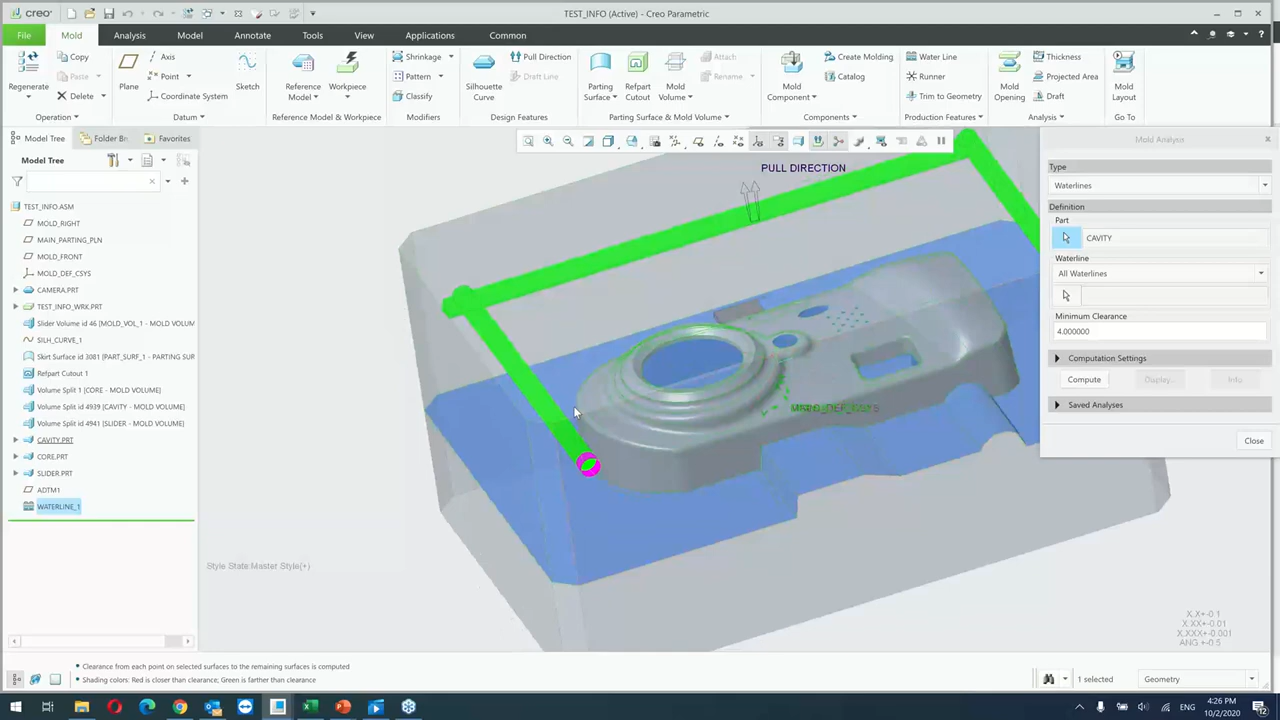 creo
TEST_INFO (Active) - Creo Parametric
File
Mold
Analysis
Model
Annotate
Tools
View
Applications
Common
Regenerate
Copy
Paste
Delete
Operation
Plane
Axis
Point
Coordinate System
Sketch
Datum
Reference Model
Workpiece
Reference Model & Workpiece
Shrinkage
Pattern
Classify
Modifiers
Silhouette Curve
Pull Direction
Draft Line
Design Features
Parting Surface
Refpart Cutout
Mold Volume
Attach
Rename
Parting Surface & Mold Volume
Mold Component
Create Molding
Catalog
Components
Water Line
Runner
Trim to Geometry
Production Features
Mold Opening
Thickness
Projected Area
Draft
Analysis
Mold Layout
Go To
Model Tree
Folder Br
Favorites
Model Tree
TEST_INFO.ASM
MOLD_RIGHT
MAIN_PARTING_PLN
MOLD_FRONT
MOLD_DEF_CSYS
CAMERA.PRT
TEST_INFO_WRK.PRT
Slider Volume id 46 [MOLD_VOL_1 - MOLD VOLUM
SILH_CURVE_1
Skirt Surface id 3081 [PART_SURF_1 - PARTING SUR
Refpart Cutout 1
Volume Split 1 [CORE - MOLD VOLUME]
Volume Split id 4939 [CAVITY - MOLD VOLUME]
Volume Split id 4941 [SLIDER - MOLD VOLUME]
CAVITY.PRT
CORE.PRT
SLIDER.PRT
ADTM1
WATERLINE_1
PULL DIRECTION
Style State:Master Style(+)
Mold Analysis
Type
Waterlines
Definition
Part
CAVITY
Waterline
All Waterlines
Minimum Clearance
4.000000
Computation Settings
Compute
Display...
Info
Saved Analyses
Close
X.X+-0.1
X.XX+-0.01
X.XXX+-0.001
ANG.+-0.5
• Clearance from each point on selected surfaces to the remaining surfaces is computed
• Shading colors: Red is closer than clearance; Green is farther than clearance
1 selected
Geometry
ENG
4:26 PM
10/2/2020
12